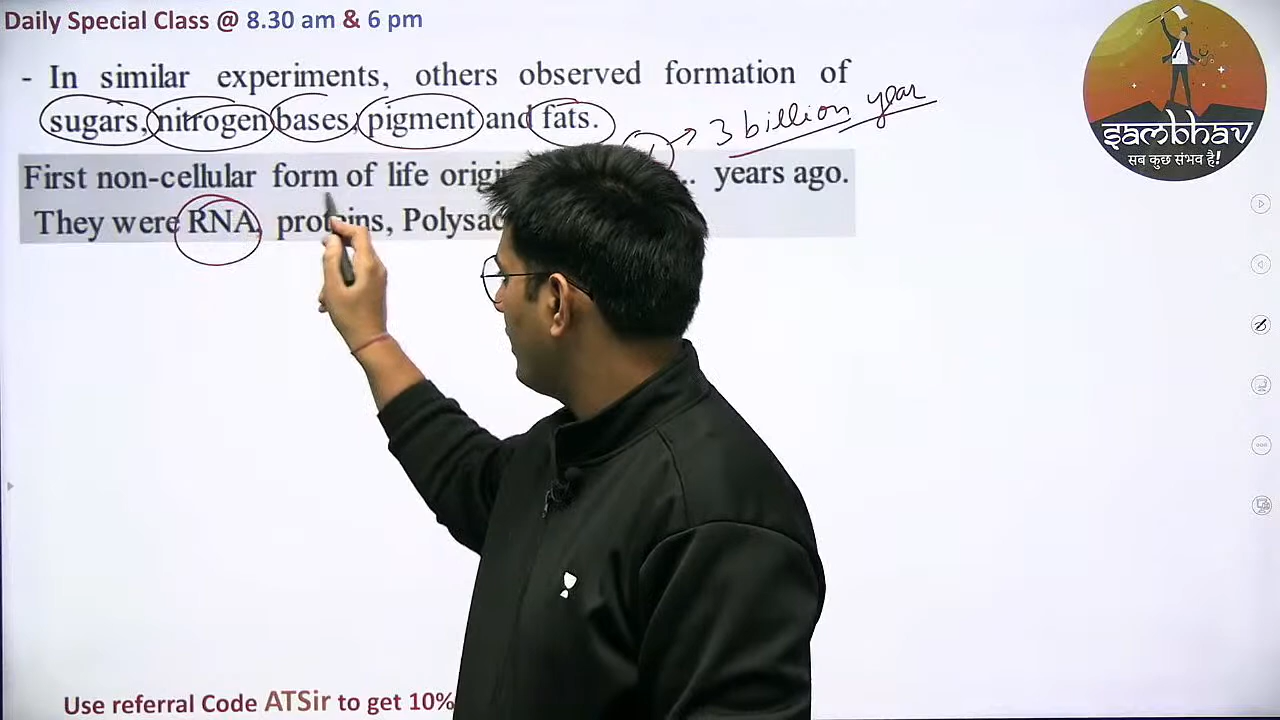 Daily Special Class @ 8.30 am & 6 pm
- In similar experiments, others observed formation of
sugars, nitrogen bases, pigment and fats.
3 billion year
First non-cellular form of life origi .. years ago.
They were RNA, proteins, Polysac
sambhav
सब कुछ संभव है!
Use referral Code ATSir to get 10%